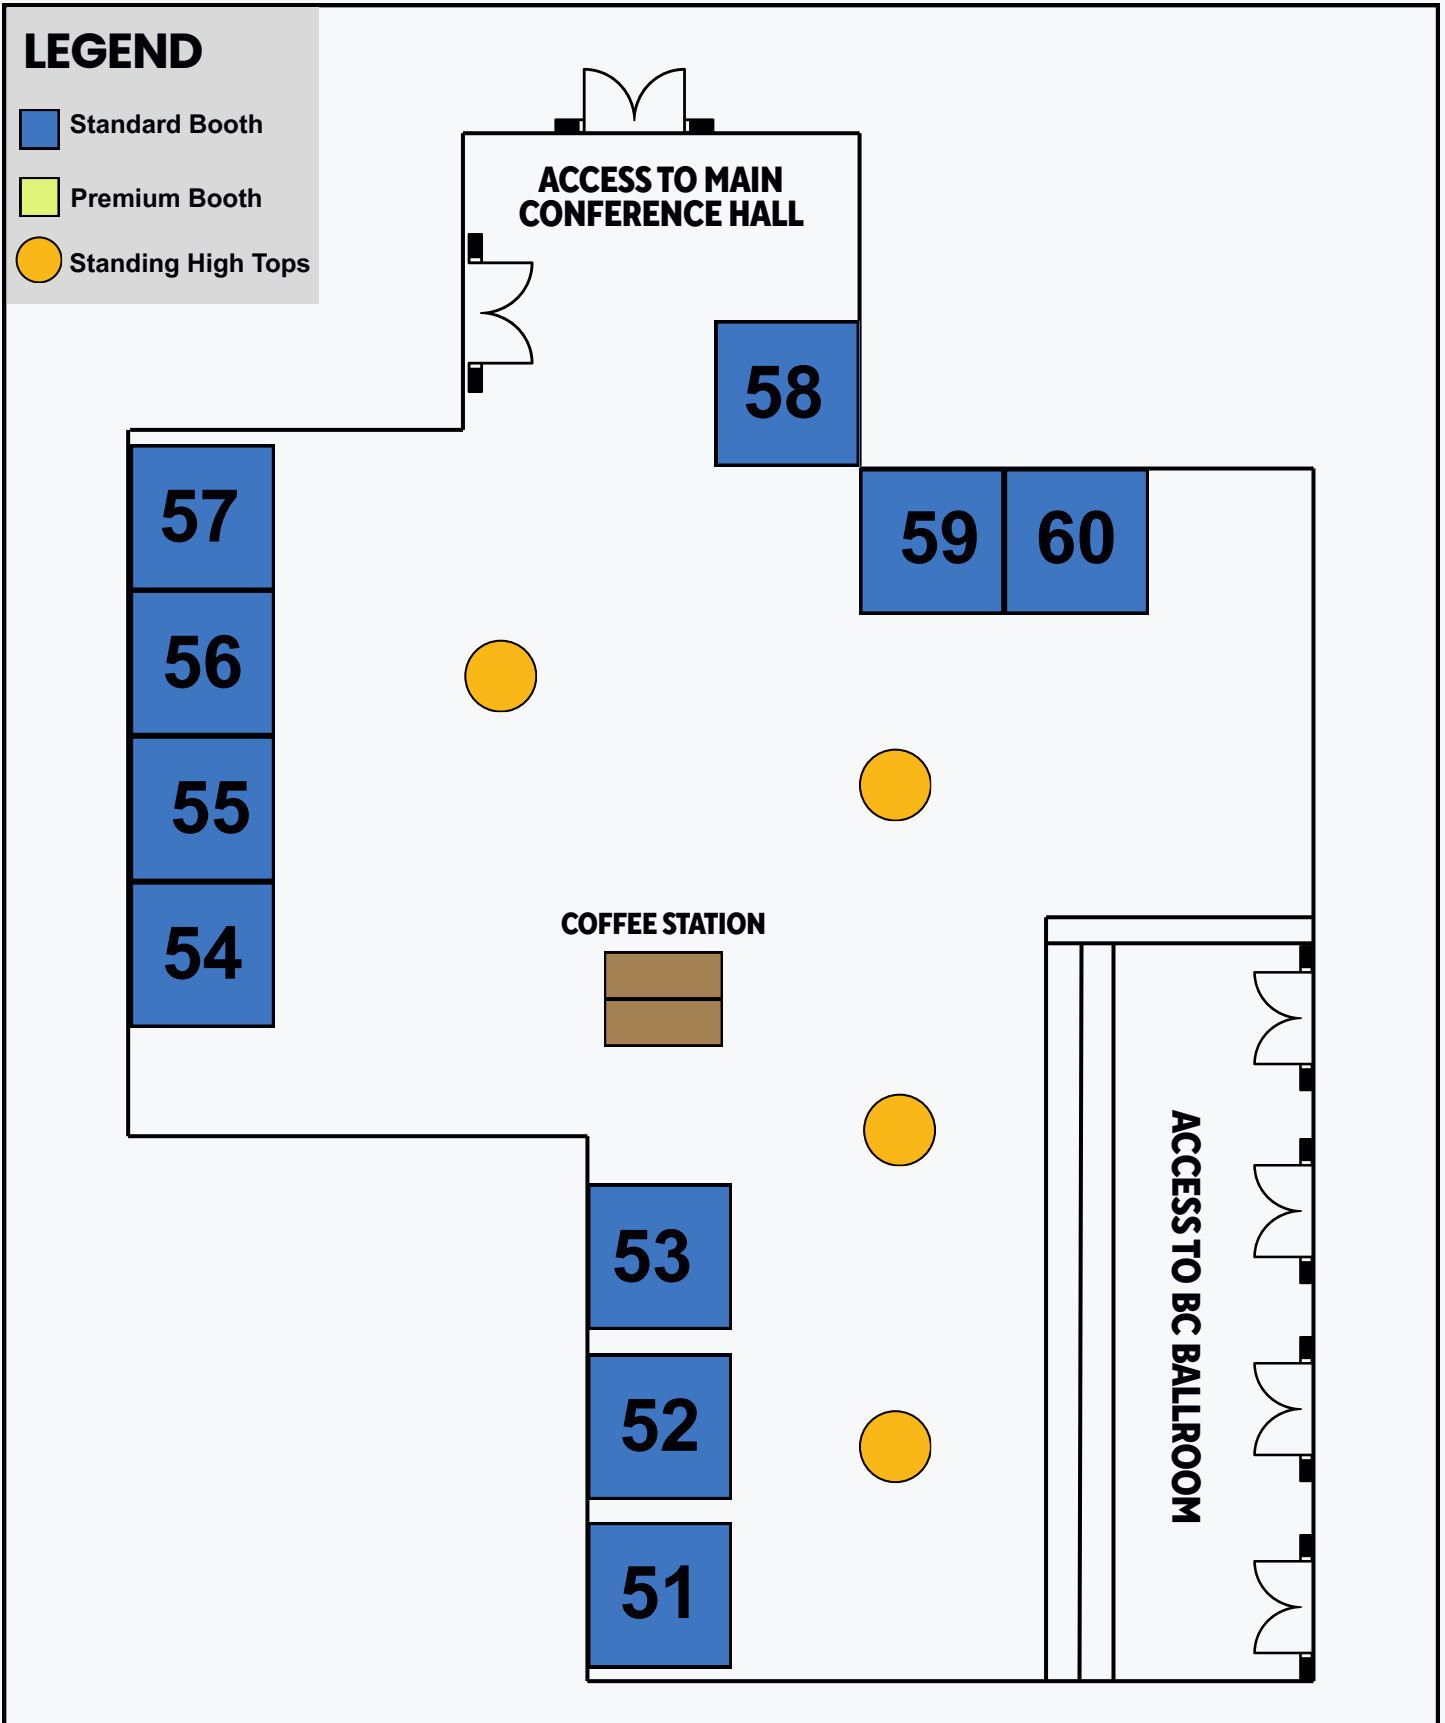 LEGEND
Standard Booth
Premium Booth
Standing High Tops
ACCESS TO MAIN
CONFERENCE HALL
58
57
59 60
56
55
COFFEE STATION
54
ACCESS TO BC BALLROOM
53
52
51